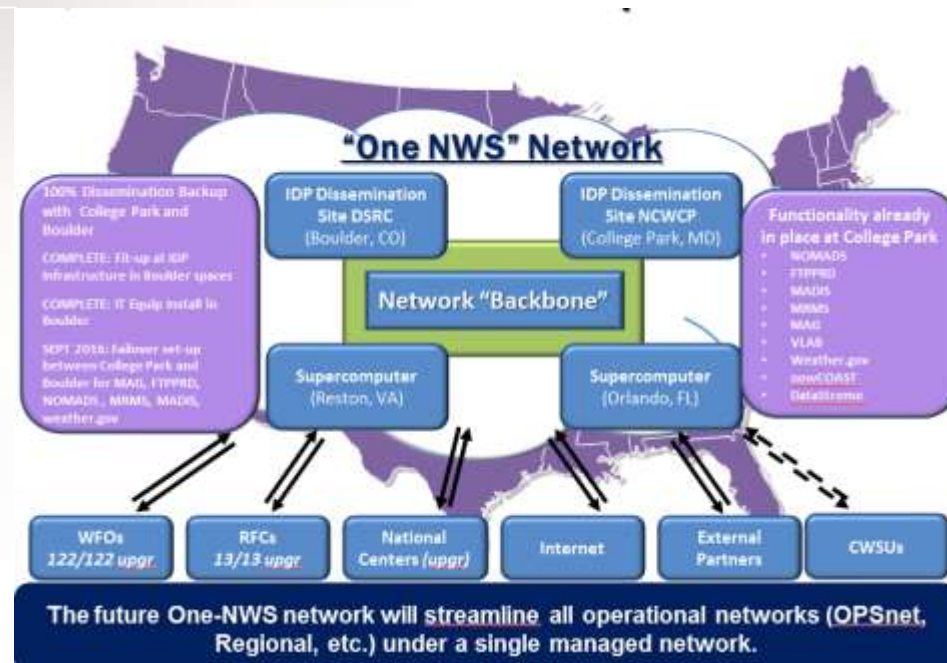 "One NWS" Network
100% Dissemination Backup
with College Park and
Boulder
COMPLETE: Fit-up at IDP
Infrastructure in Boulder spaces
COMPLETE: IT Equip Install in
Boulder
SEPT 2016: Failover set-up
between College Park and
Boulder for MAG, FTPPRD,
NOMADS, MRMS, MADIS,
weather.gov
IDP Dissemination
Site DSRC
(Boulder, CO)
IDP Dissemination
Site NCWCP
(College Park, MD)
Functionality already
in place at College Park
• NOMADS
• FTPPRD
• MADIS
• MRMS
• MAG
• VLAB
• Weather.gov
• nowCOAST
• DataStreme
Network "Backbone"
Supercomputer
(Reston, VA)
Supercomputer
(Orlando, FL)
WFOs
122/122 upgr
RFCs
13/13 upgr
National
Centers (upgr)
Internet
External
Partners
CWSUs
The future One-NWS network will streamline all operational networks (OPSnet,
Regional, etc.) under a single managed network.